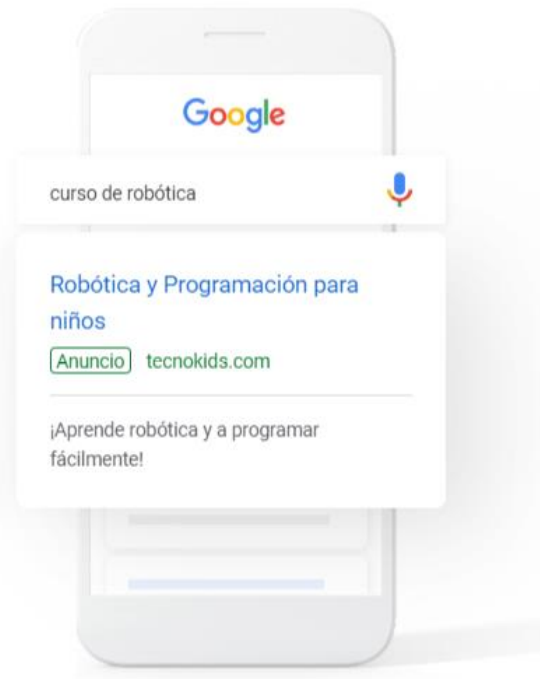 Google
curso de robótica
Robótica y Programación para
niños
Anuncio tecnokids.com
¡Aprende robótica y a programar
fácilmente!